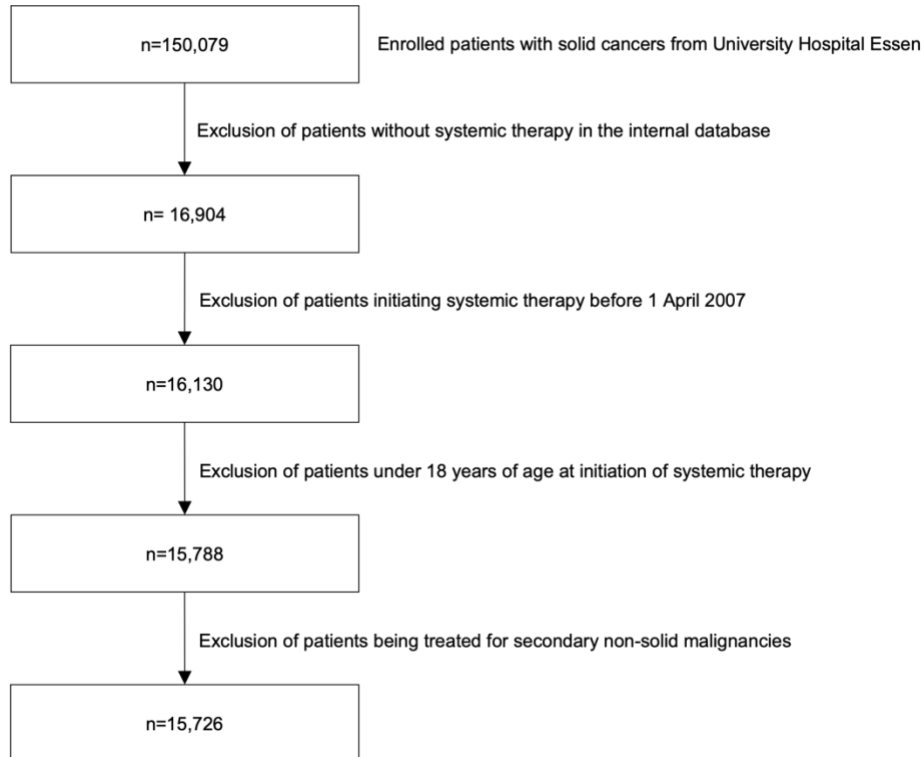 n=150,079 Enrolled patients with solid cancers from University Hospital Essen
Exclusion of patients without systemic therapy in the internal database
n= 16,904
Exclusion of patients initiating systemic therapy before 1 April 2007
n=16,130
Exclusion of patients under 18 years of age at initiation of systemic therapy
n=15,788
Exclusion of patients being treated for secondary non-solid malignancies
n=15,726